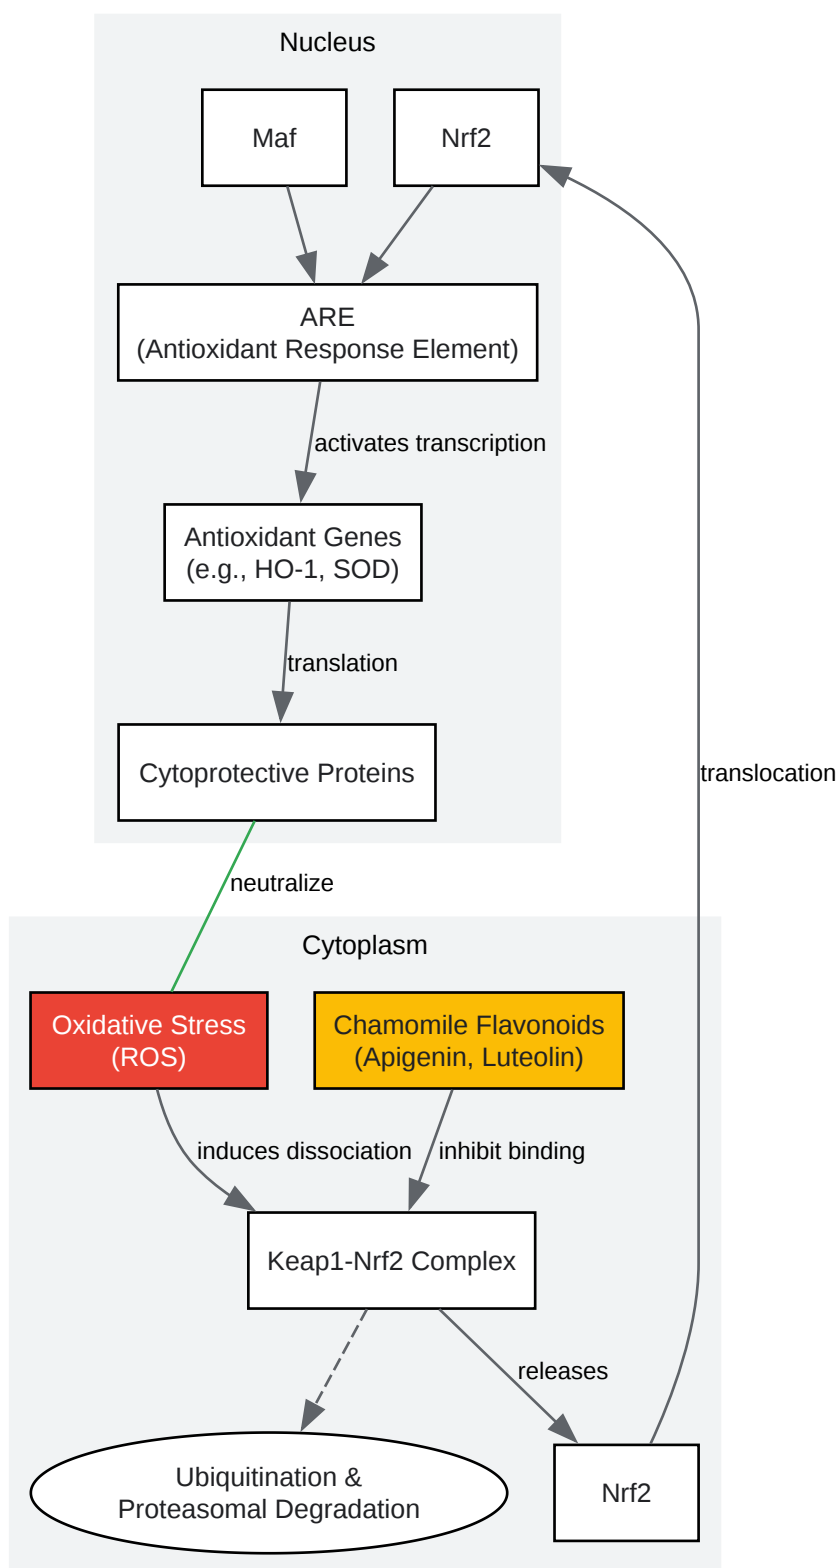 Nucleus
Maf
Nrf2
ARE
(Antioxidant Response Element)
activates transcription
Antioxidant Genes
(e.g., HO-1, SOD)
translation
Cytoprotective Proteins
translocation
neutralize
Cytoplasm
Oxidative Stress
(ROS)
Chamomile Flavonoids
(Apigenin, Luteolin)
induces dissociation
inhibit binding
Keap1-Nrf2 Complex
releases
Ubiquitination &
Proteasomal Degradation
Nrf2